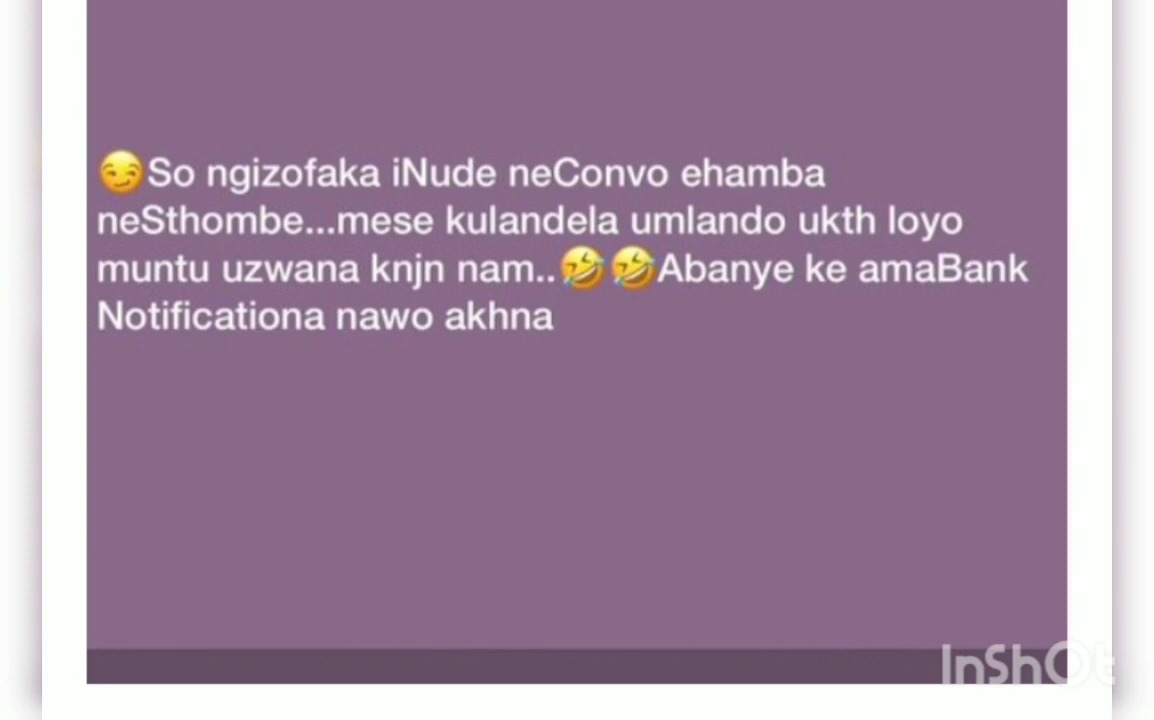 😏So ngizofaka iNude neConvo ehamba
neSthombe...mese kulandela umlando ukth loyo
muntu uzwana knjn nam..🤣🤣Abanye ke amaBank
Notificationa nawo akhna
InShOt